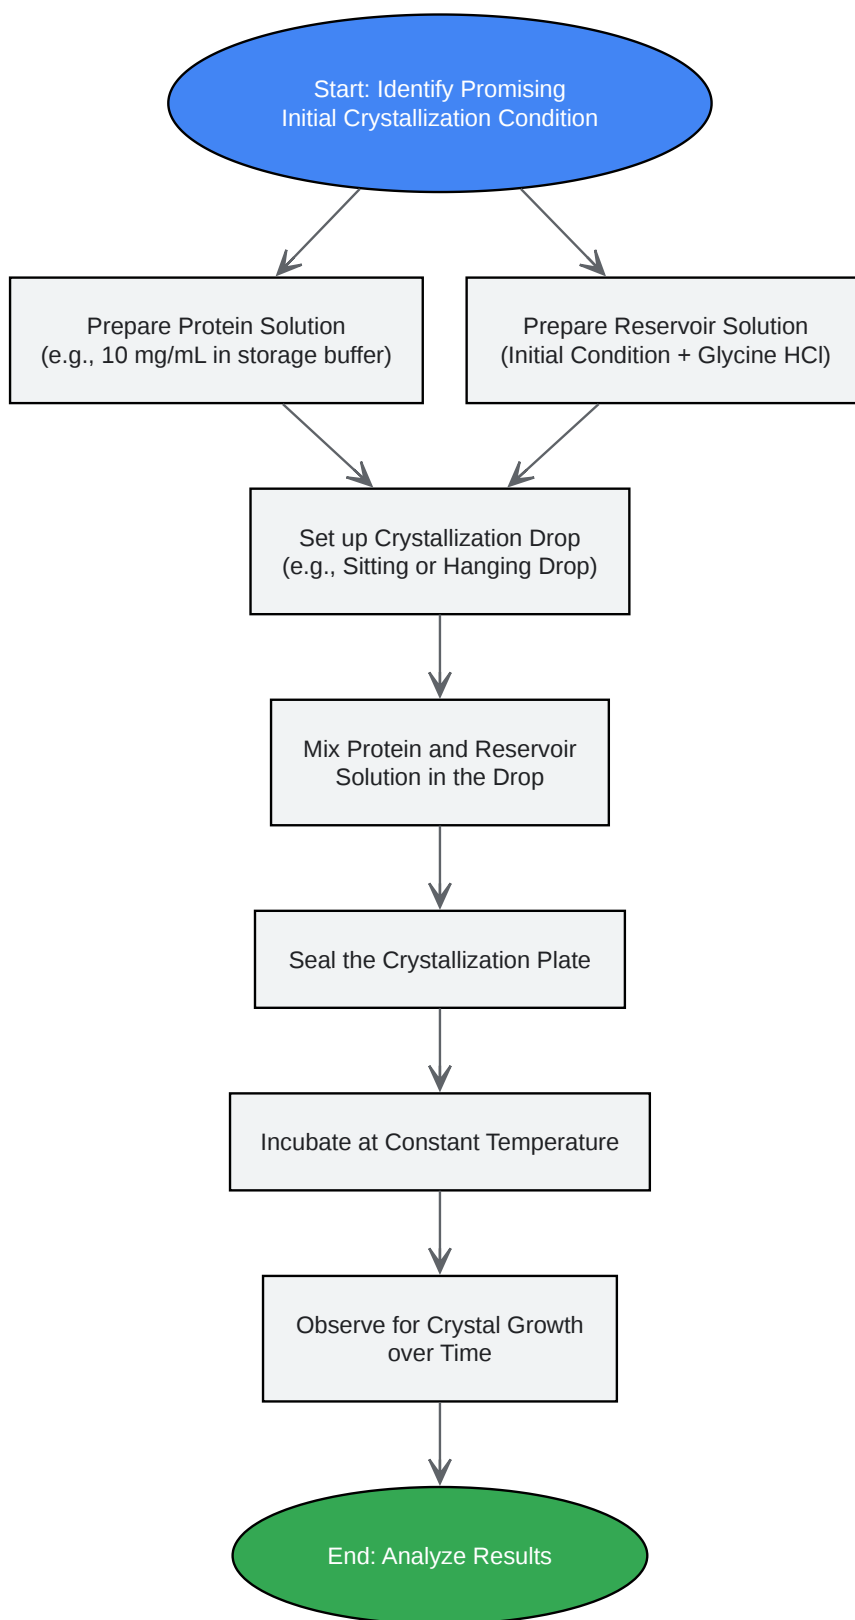 Start: Identify Promising
Initial Crystallization Condition
Prepare Protein Solution
(e.g., 10 mg/mL in storage buffer)
Prepare Reservoir Solution
(Initial Condition + Glycine HCl)
Set up Crystallization Drop
(e.g., Sitting or Hanging Drop)
Mix Protein and Reservoir
Solution in the Drop
Seal the Crystallization Plate
Incubate at Constant Temperature
Observe for Crystal Growth
over Time
End: Analyze Results